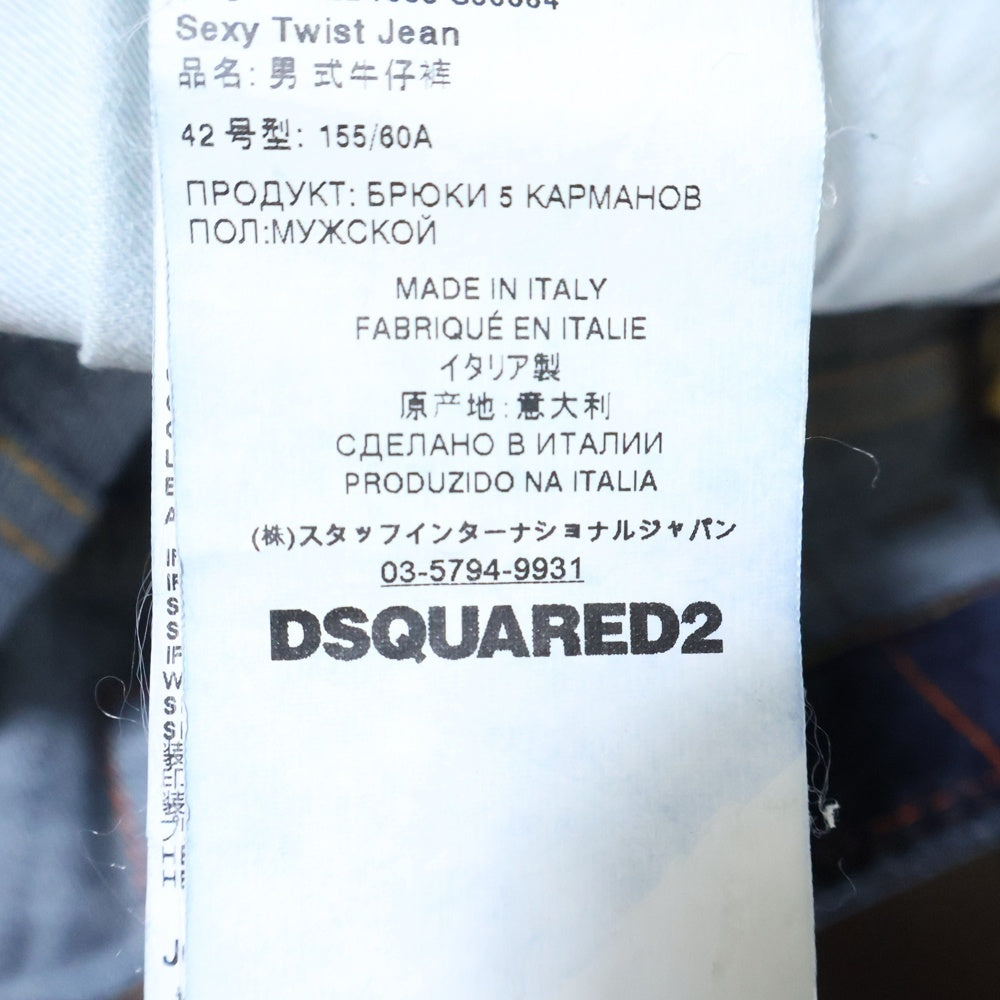 Sexy Twist Jean
品名: 男式牛仔裤
42 号型: 155/60A
ПРОДУКТ: БРЮКИ 5 КАРМАНОВ
ПОЛ:МУЖСКОЙ
MADE IN ITALY
FABRIQUÉ EN ITALIE
イタリア製
原产地:意大利
СДЕЛАНО В ИТАЛИИ
PRODUZIDO NA ITALIA
(株)スタッフインターナショナルジャパン
03-5794-9931
DSQUARED2